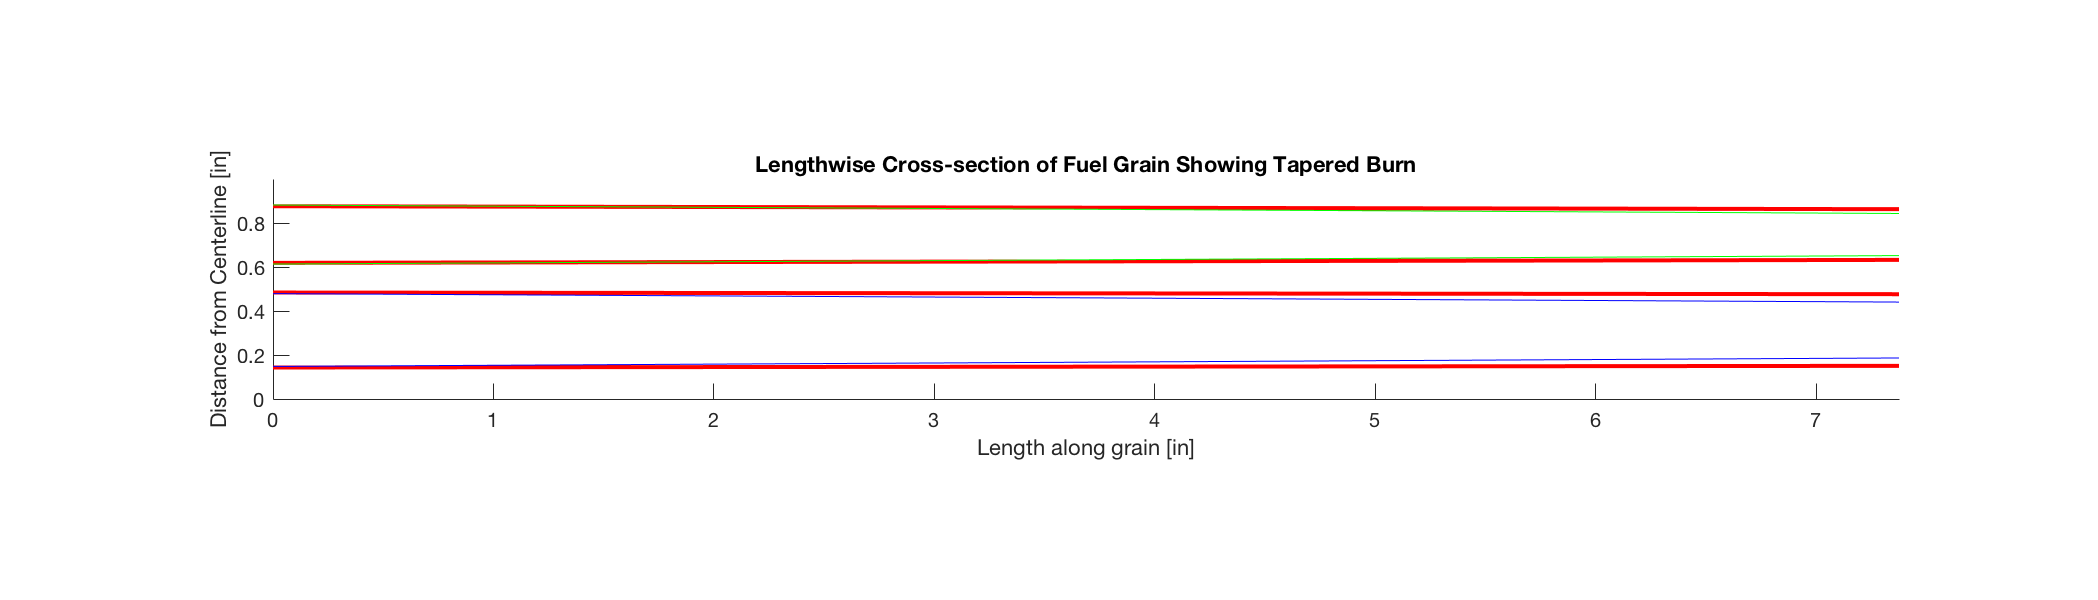 Lengthwise Cross-section of Fuel Grain Showing Tapered Burn
Distance from Centerline [in]
0.8
0.6
0.4
0.2
0
0 1 2 3 4 5 6 7
Length along grain [in]